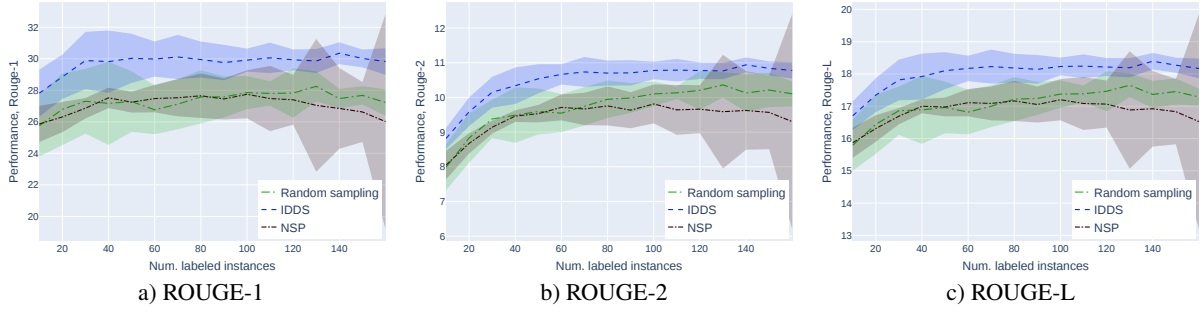 32
30
28
26
24
22
20
Performance, Rouge-1
20
40
60
80
100
120
140
Num. labeled instances
Random sampling
IDDS
NSP
a) ROUGE-1
12
11
10
9
8
7
6
Performance, Rouge-2
20
40
60
80
100
120
140
Num. labeled instances
Random sampling
IDDS
NSP
b) ROUGE-2
20
19
18
17
16
15
14
13
Performance, Rouge-L
20
40
60
80
100
120
140
Num. labeled instances
Random sampling
IDDS
NSP
c) ROUGE-L